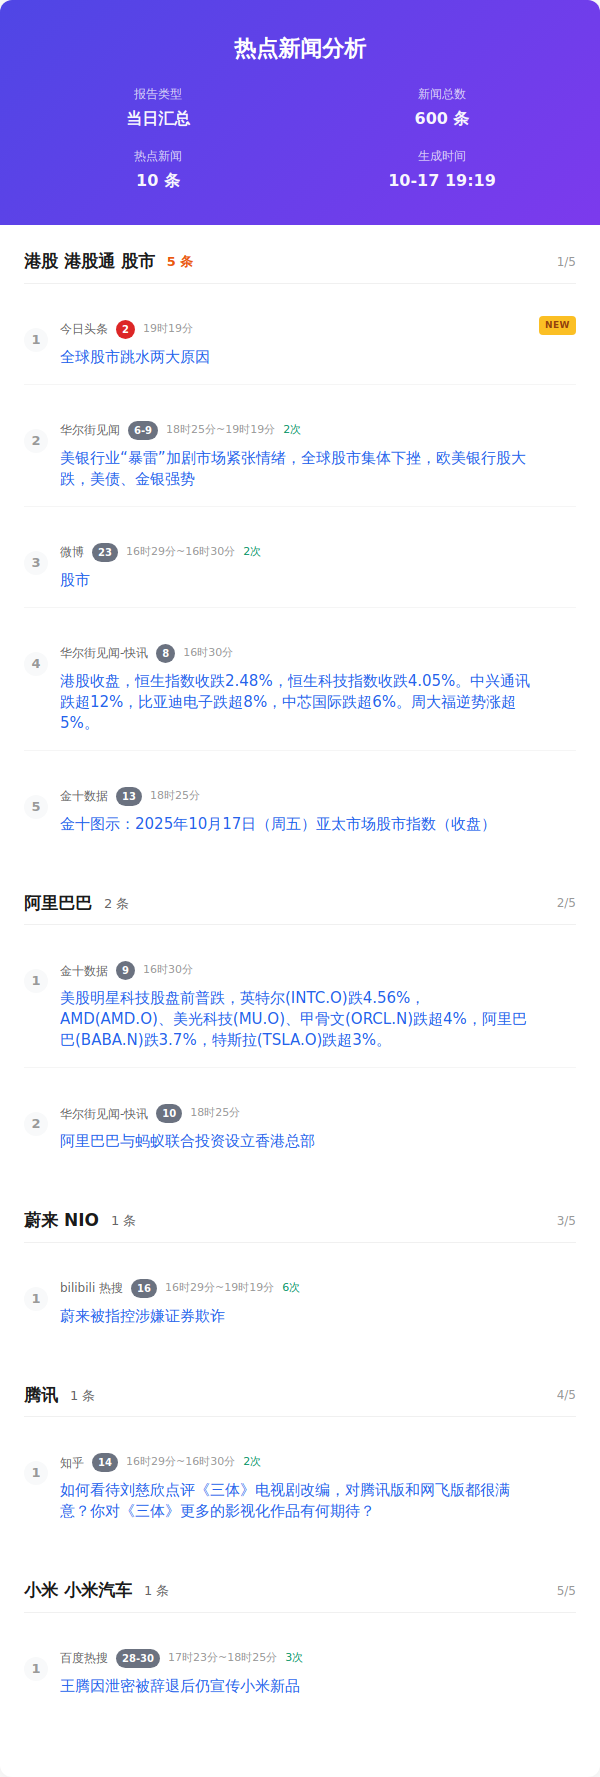 热点新闻分析
报告类型
当日汇总
新闻总数
600 条
热点新闻
10 条
生成时间
10-17 19:19
港股 港股通 股市 5 条 1/5
1 今日头条 2 19时19分 NEW
全球股市跳水两大原因
2 华尔街见闻 6-9 18时25分~19时19分 2次
美银行业“暴雷”加剧市场紧张情绪，全球股市集体下挫，欧美银行股大
跌，美债、金银强势
3 微博 23 16时29分~16时30分 2次
股市
4 华尔街见闻-快讯 8 16时30分
港股收盘，恒生指数收跌2.48%，恒生科技指数收跌4.05%。中兴通讯
跌超12%，比亚迪电子跌超8%，中芯国际跌超6%。周大福逆势涨超
5%。
5 金十数据 13 18时25分
金十图示：2025年10月17日（周五）亚太市场股市指数（收盘）
阿里巴巴 2 条 2/5
1 金十数据 9 16时30分
美股明星科技股盘前普跌，英特尔(INTC.O)跌4.56%，
AMD(AMD.O)、美光科技(MU.O)、甲骨文(ORCL.N)跌超4%，阿里巴
巴(BABA.N)跌3.7%，特斯拉(TSLA.O)跌超3%。
2 华尔街见闻-快讯 10 18时25分
阿里巴巴与蚂蚁联合投资设立香港总部
蔚来 NIO 1 条 3/5
1 bilibili 热搜 16 16时29分~19时19分 6次
蔚来被指控涉嫌证券欺诈
腾讯 1 条 4/5
1 知乎 14 16时29分~16时30分 2次
如何看待刘慈欣点评《三体》电视剧改编，对腾讯版和网飞版都很满
意？你对《三体》更多的影视化作品有何期待？
小米 小米汽车 1 条 5/5
1 百度热搜 28-30 17时23分~18时25分 3次
王腾因泄密被辞退后仍宣传小米新品